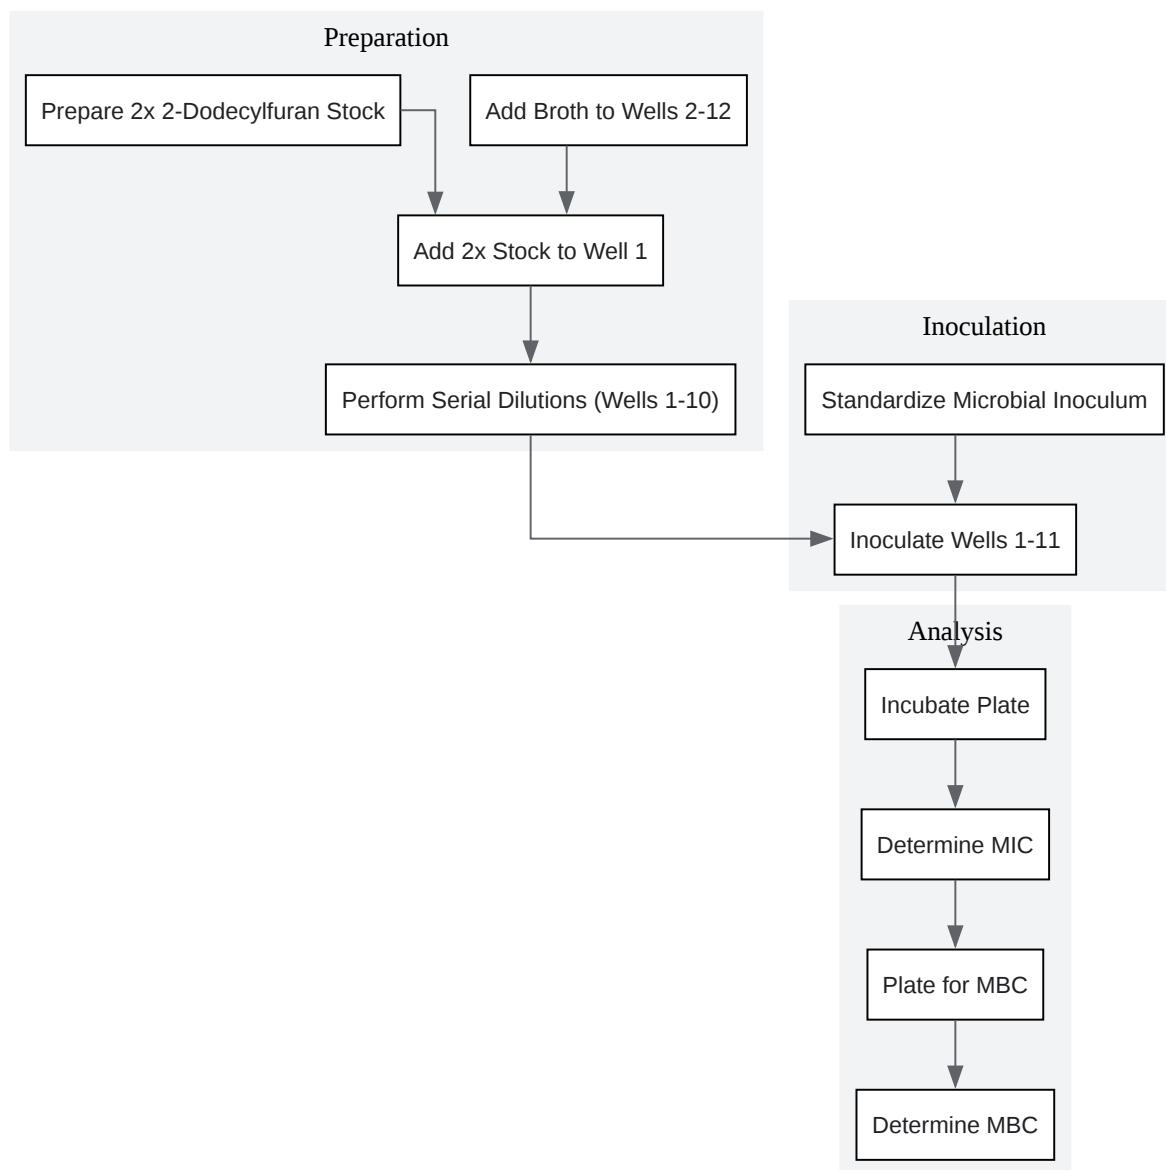 Preparation
Prepare 2x 2-Dodecylfuran Stock
Add Broth to Wells 2-12
Add 2x Stock to Well 1
Perform Serial Dilutions (Wells 1-10)
Inoculation
Standardize Microbial Inoculum
Inoculate Wells 1-11
Analysis
Incubate Plate
Determine MIC
Plate for MBC
Determine MBC